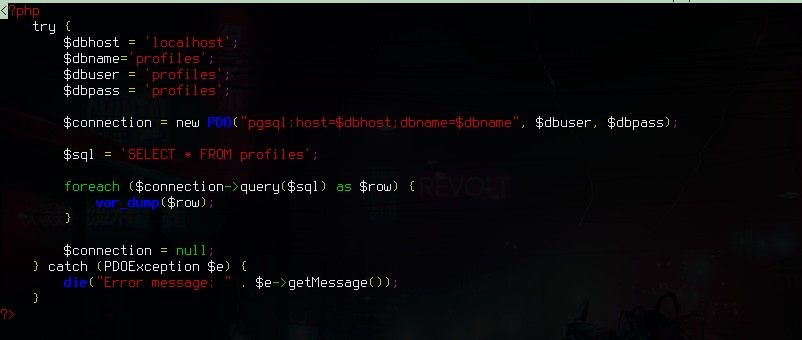 <?php
    try {
        $dbhost = 'localhost';
        $dbname='profiles';
        $dbuser = 'profiles';
        $dbpass = 'profiles';

        $connection = new PDO("pgsql:host=$dbhost;dbname=$dbname", $dbuser, $dbpass);

        $sql = 'SELECT * FROM profiles';

        foreach ($connection->query($sql) as $row) {
            var_dump($row);
        }

        $connection = null;
    } catch (PDOException $e) {
        die("Error message: " . $e->getMessage());
    }
?>
REVOLT